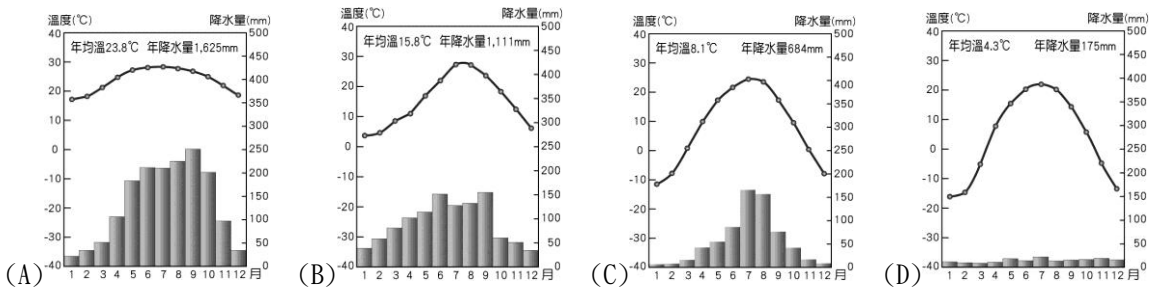 溫度(℃) 降水量(mm)
年均溫23.8℃ 年降水量1,625mm
40 30 20 10 0 -10 -20 -30 -40
500 450 400 350 300 250 200 150 100 50 0
1 2 3 4 5 6 7 8 9 10 11 12 月
(A)
溫度(℃) 降水量(mm)
年均溫15.8℃ 年降水量1,111mm
40 30 20 10 0 -10 -20 -30 -40
500 450 400 350 300 250 200 150 100 50 0
1 2 3 4 5 6 7 8 9 10 11 12 月
(B)
溫度(℃) 降水量(mm)
年均溫8.1℃ 年降水量684mm
40 30 20 10 0 -10 -20 -30 -40
500 450 400 350 300 250 200 150 100 50 0
1 2 3 4 5 6 7 8 9 10 11 12 月
(C)
溫度(℃) 降水量(mm)
年均溫4.3℃ 年降水量175mm
40 30 20 10 0 -10 -20 -30 -40
500 450 400 350 300 250 200 150 100 50 0
1 2 3 4 5 6 7 8 9 10 11 12 月
(D)